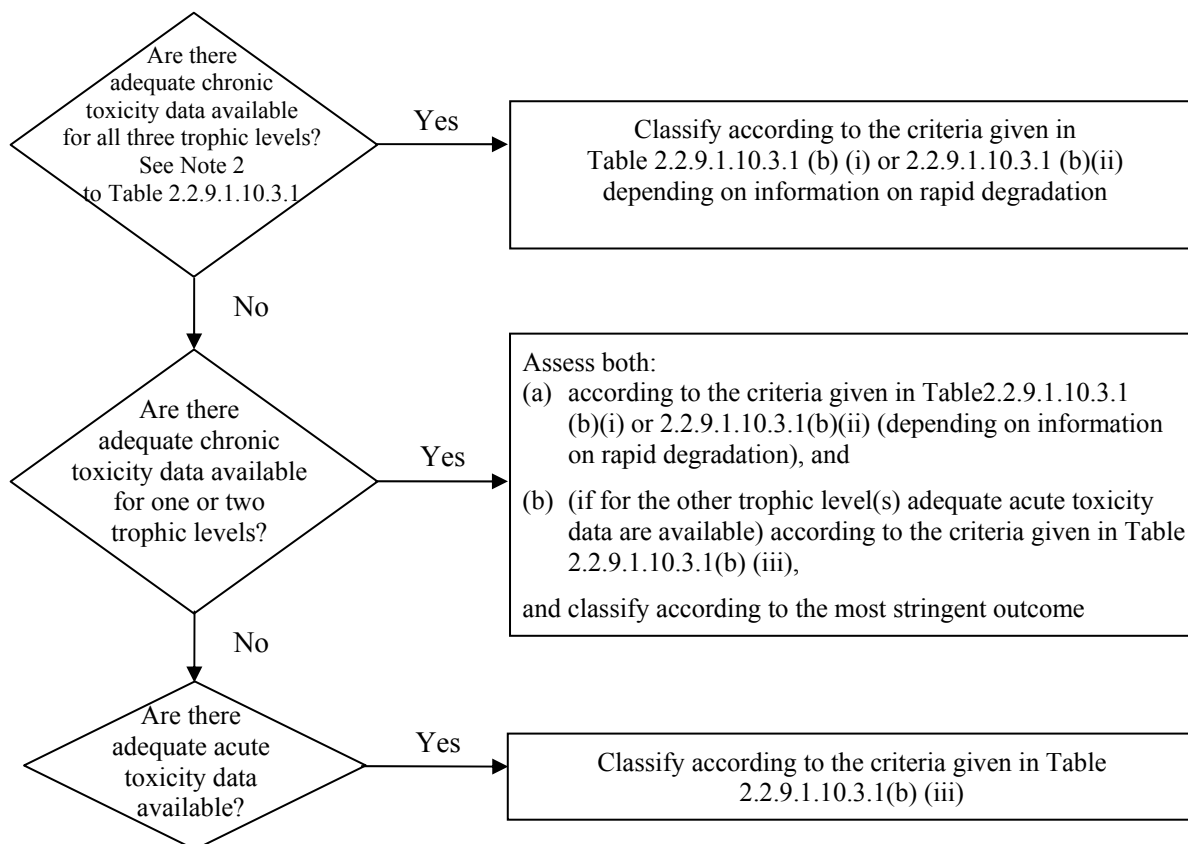 Are there
adequate chronic
toxicity data available
for all three trophic levels?
See Note 2
to Table 2.2.9.1.10.3.1
Yes
Classify according to the criteria given in
Table 2.2.9.1.10.3.1 (b) (i) or 2.2.9.1.10.3.1 (b)(ii)
depending on information on rapid degradation
No
Are there
adequate chronic
toxicity data available
for one or two
trophic levels?
Yes
Assess both:
(a) according to the criteria given in Table2.2.9.1.10.3.1
(b)(i) or 2.2.9.1.10.3.1(b)(ii) (depending on information
on rapid degradation), and
(b) (if for the other trophic level(s) adequate acute toxicity
data are available) according to the criteria given in Table
2.2.9.1.10.3.1(b) (iii),
and classify according to the most stringent outcome
No
Are there
adequate acute
toxicity data
available?
Yes
Classify according to the criteria given in Table
2.2.9.1.10.3.1(b) (iii)